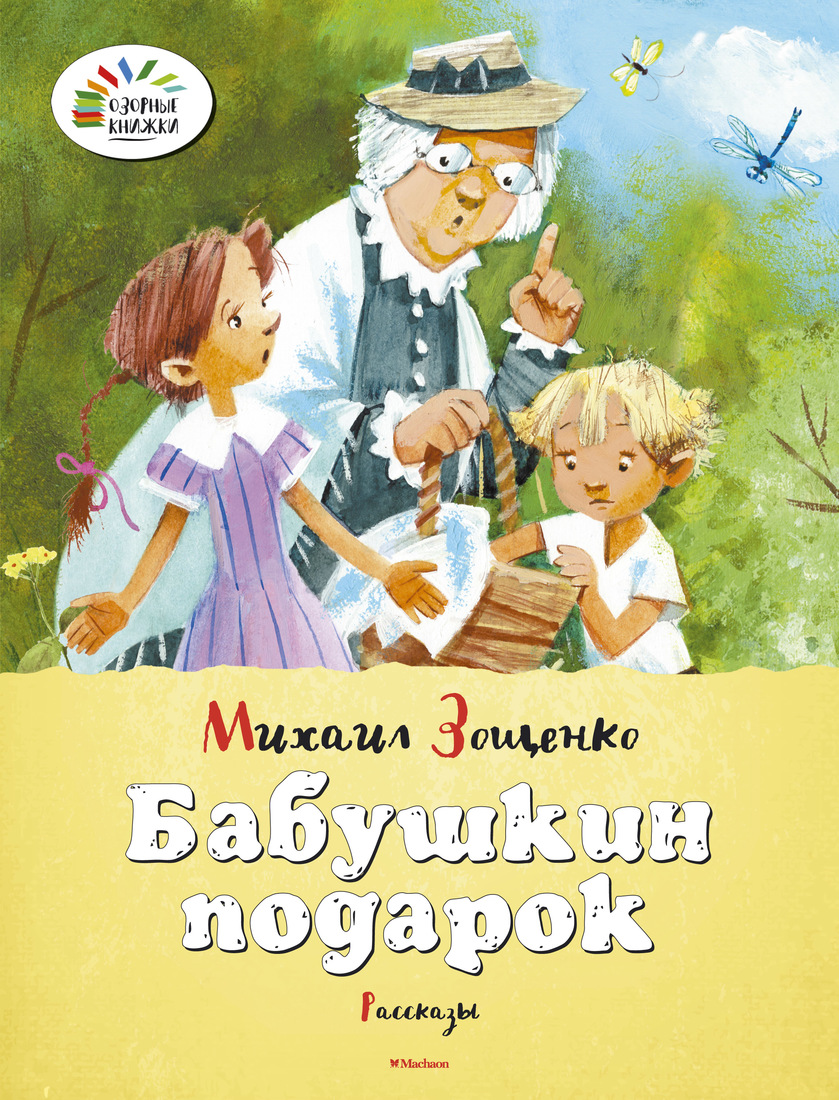 ОЗОРНЫЕ
КНИЖКИ
Михаил Зощенко
Бабушкин
подарок
Рассказы
Machaon